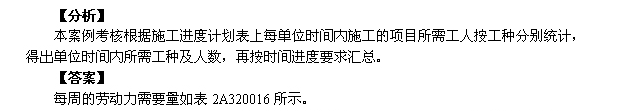 【分析】
本案例考核根据施工进度计划表上每单位时间内施工的项目所需工人按工种分别统计，
得出单位时间内所需工种及人数，再按时间进度要求汇总。
【答案】
每周的劳动力需要量如表 2A320016 所示。